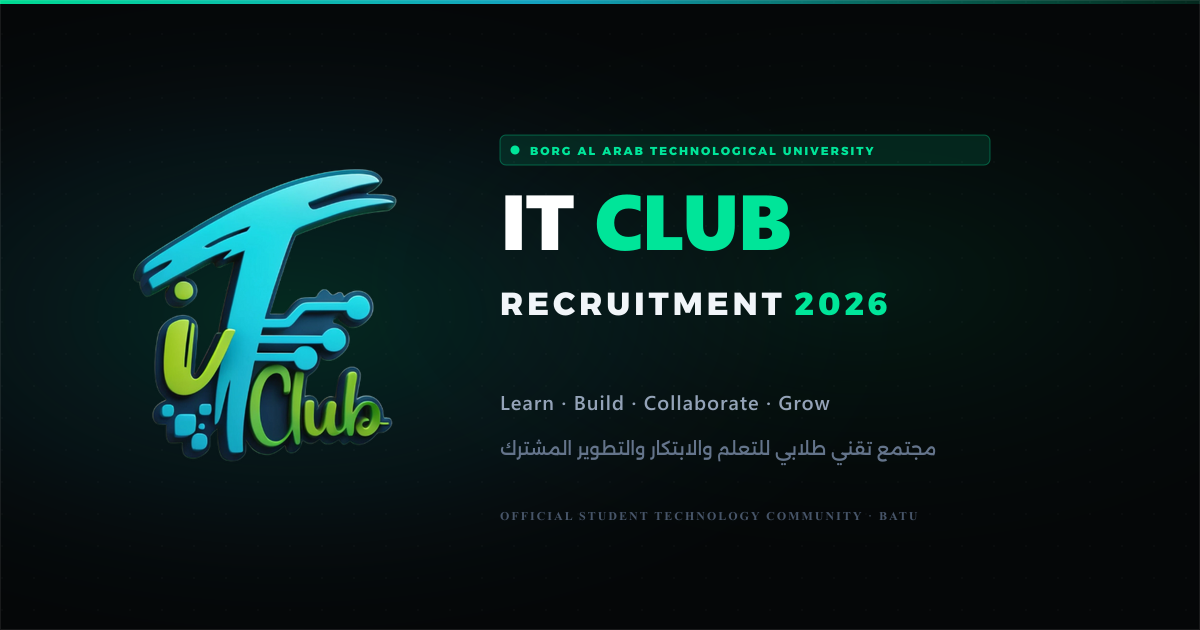 iT Club
BORG AL ARAB TECHNOLOGICAL UNIVERSITY
IT CLUB
RECRUITMENT 2026
Learn · Build · Collaborate · Grow
مجتمع تقني طلابي للتعلم والابتكار والتطوير المشترك
OFFICIAL STUDENT TECHNOLOGY COMMUNITY · BATU